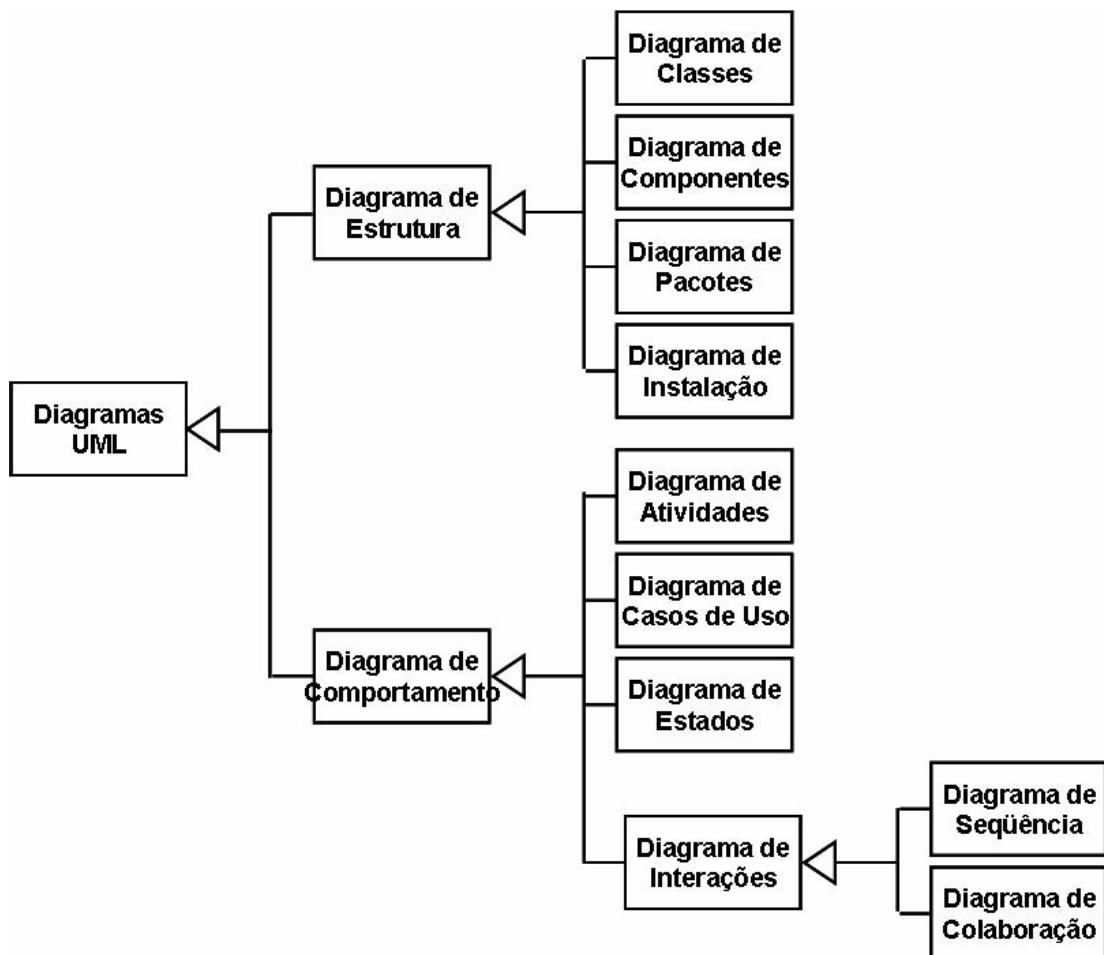 Diagrama de
Classes
Diagrama de
Componentes
Diagrama de
Estrutura
Diagrama de
Pacotes
Diagrama de
Instalação
Diagramas
UML
Diagrama de
Atividades
Diagrama de
Casos de Uso
Diagrama de
Comportamento
Diagrama de
Estados
Diagrama de
Interações
Diagrama de
Seqüência
Diagrama de
Colaboração